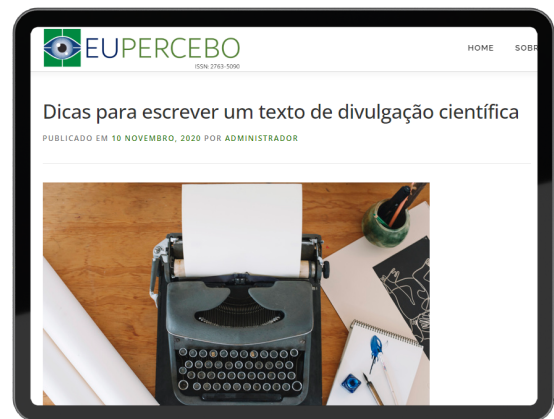 EUPERCEBO
ISSN: 2763-5090
HOME SOBR
Dicas para escrever um texto de divulgação científica
PUBLICADO EM 10 NOVEMBRO, 2020 POR ADMINISTRADOR